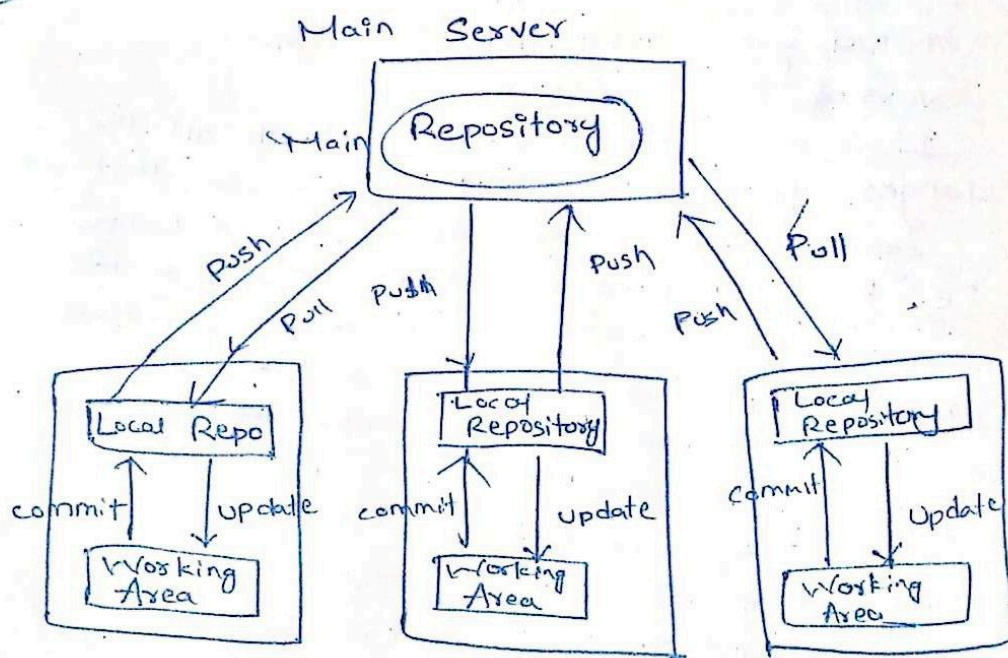 Main Server
Main Repository
Push
Pull
Push
Push
Pull
Local Repo
commit
update
Working
Area
Local
Repository
commit
update
Working
Area
Push
Local
Repository
commit
update
Working
Area